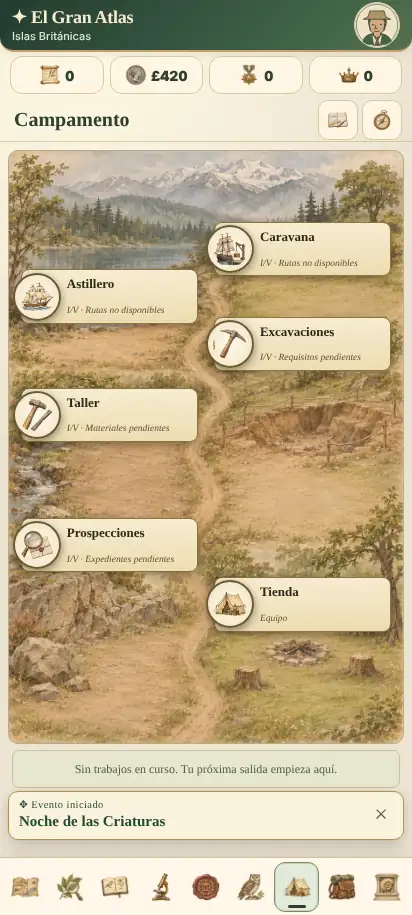 ✦ El Gran Atlas
Islas Británicas
0
£420
0
0
Campamento
Caravana
I/V · Rutas no disponibles
Astillero
I/V · Rutas no disponibles
Excavaciones
I/V · Requisitos pendientes
Taller
I/V · Materiales pendientes
Prospecciones
I/V · Expedientes pendientes
Tienda
Equipo
Sin trabajos en curso. Tu próxima salida empieza aquí.
✥ Evento iniciado
Noche de las Criaturas